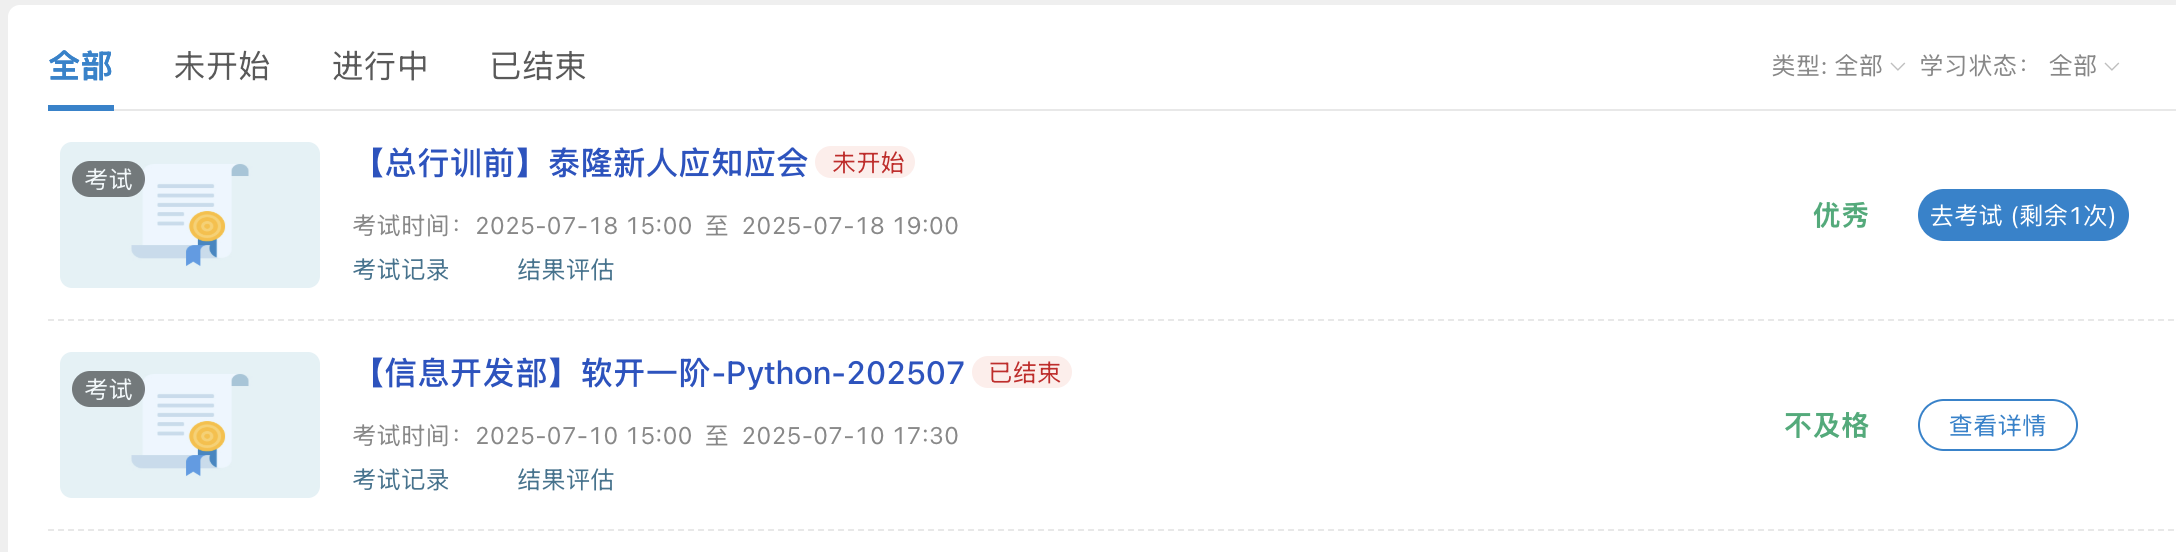 全部 未开始 进行中 已结束 类型: 全部 学习状态: 全部
考试 【总行训前】泰隆新人应知应会 未开始
考试时间: 2025-07-18 15:00 至 2025-07-18 19:00 优秀 去考试 (剩余1次)
考试记录 结果评估
考试 【信息开发部】软开一阶-Python-202507 已结束
考试时间: 2025-07-10 15:00 至 2025-07-10 17:30 不及格 查看详情
考试记录 结果评估